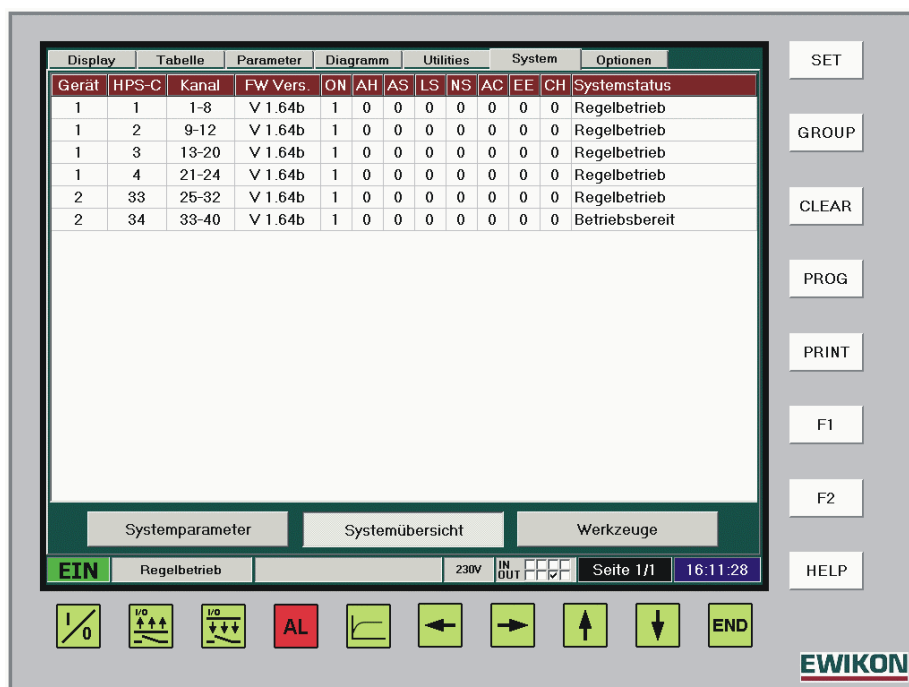 Display Tabelle Parameter Diagramm Utilities System Optionen
Gerät HPS-C Kanal FW Vers. ON AH AS LS NS AC EE CH Systemstatus
1 1 1-8 V 1.64b 1 0 0 0 0 0 0 0 Regelbetrieb
1 2 9-12 V 1.64b 1 0 0 0 0 0 0 0 Regelbetrieb
1 3 13-20 V 1.64b 1 0 0 0 0 0 0 0 Regelbetrieb
1 4 21-24 V 1.64b 1 0 0 0 0 0 0 0 Regelbetrieb
2 33 25-32 V 1.64b 1 0 0 0 0 0 0 0 Regelbetrieb
2 34 33-40 V 1.64b 1 0 0 0 0 0 0 0 Betriebsbereit
Systemparameter Systemübersicht Werkzeuge
EIN Regelbetrieb 230V IN OUT Seite 1/1 16:11:28
SET
GROUP
CLEAR
PROG
PRINT
F1
F2
HELP
I/0 I/O I/O AL END
EWIKON